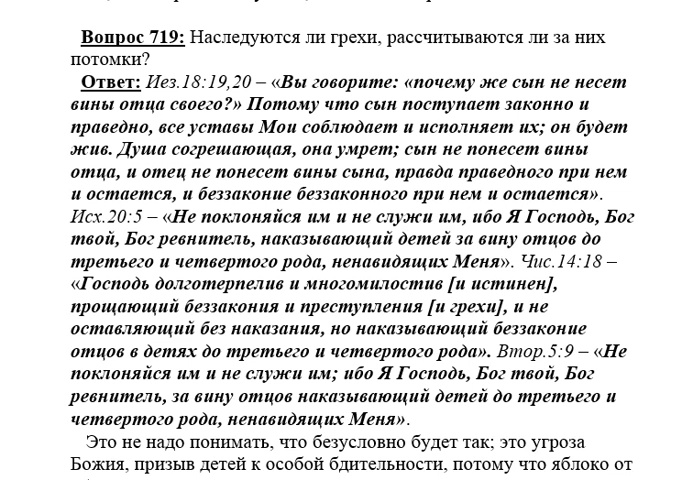 Вопрос 719: Наследуются ли грехи, рассчитываются ли за них
потомки?
Ответ: Иез.18:19,20 – «Вы говорите: «почему же сын не несет
вины отца своего?» Потому что сын поступает законно и
праведно, все уставы Мои соблюдает и исполняет их; он будет
жив. Душа согрешающая, она умрет; сын не понесет вины
отца, и отец не понесет вины сына, правда праведного при нем
и остается, и беззаконие беззаконного при нем и остается».
Исх.20:5 – «Не поклоняйся им и не служи им, ибо Я Господь, Бог
твой, Бог ревнитель, наказывающий детей за вину отцов до
третьего и четвертого рода, ненавидящих Меня». Чис.14:18 –
«Господь долготерпелив и многомилостив [и истинен],
прощающий беззакония и преступления [и грехи], и не
оставляющий без наказания, но наказывающий беззаконие
отцов в детях до третьего и четвертого рода». Втор.5:9 – «Не
поклоняйся им и не служи им; ибо Я Господь, Бог твой, Бог
ревнитель, за вину отцов наказывающий детей до третьего и
четвертого рода, ненавидящих Меня».
Это не надо понимать, что безусловно будет так; это угроза
Божия, призыв детей к особой бдительности, потому что яблоко от